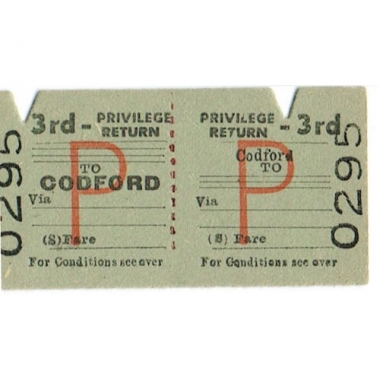 3rd - PRIVILEGE
RETURN
P
TO
CODFORD
Via
(S) Fare
For Conditions see over
0295
PRIVILEGE - 3rd
RETURN
P
Codford
TO
Via
(S) Fare
For Conditions see over
0295